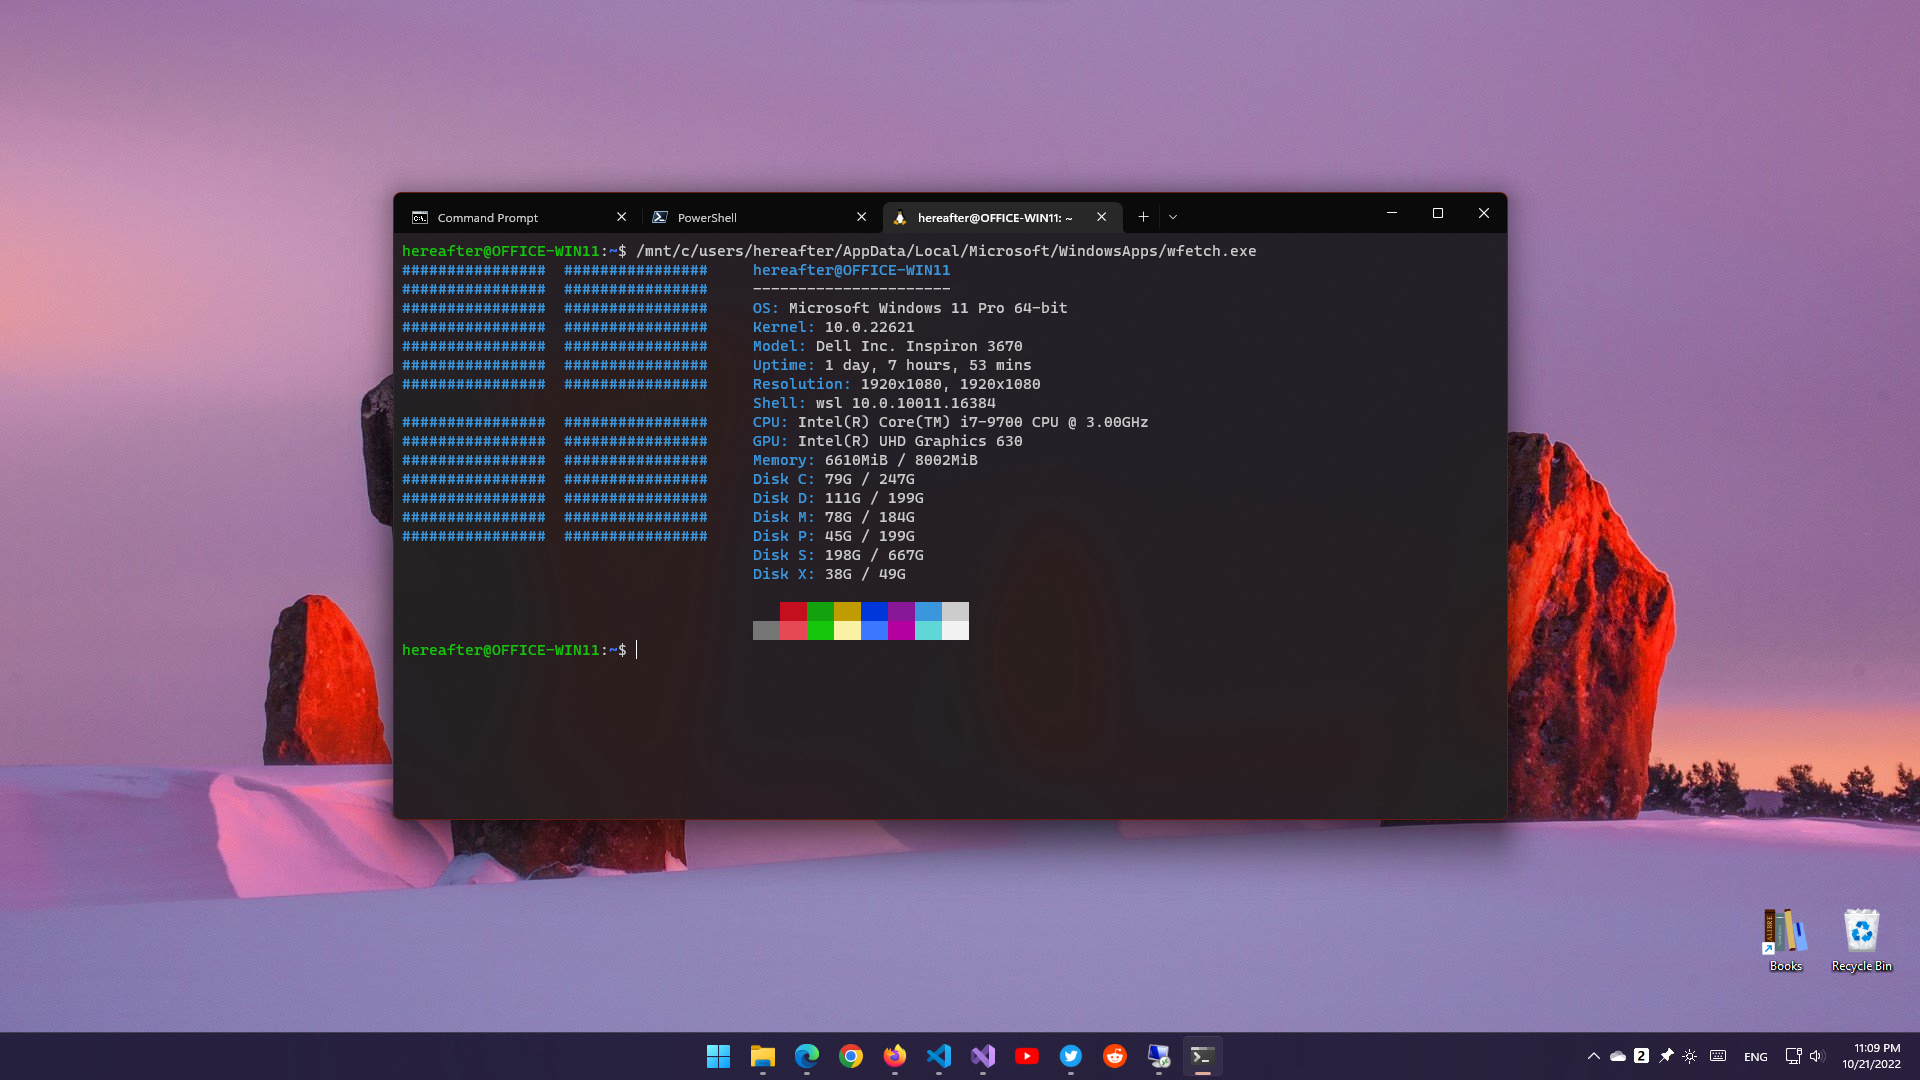 Command Prompt
PowerShell
hereafter@OFFICE-WIN11: ~
hereafter@OFFICE-WIN11:~$ /mnt/c/users/hereafter/AppData/Local/Microsoft/WindowsApps/wfetch.exe
################  ################     hereafter@OFFICE-WIN11
################  ################     ----------------------
################  ################     OS: Microsoft Windows 11 Pro 64-bit
################  ################     Kernel: 10.0.22621
################  ################     Model: Dell Inc. Inspiron 3670
################  ################     Uptime: 1 day, 7 hours, 53 mins
################  ################     Resolution: 1920x1080, 1920x1080
Shell: wsl 10.0.10011.16384
################  ################     CPU: Intel(R) Core(TM) i7-9700 CPU @ 3.00GHz
################  ################     GPU: Intel(R) UHD Graphics 630
################  ################     Memory: 6610MiB / 8002MiB
################  ################     Disk C: 79G / 247G
################  ################     Disk D: 111G / 199G
################  ################     Disk M: 78G / 184G
################  ################     Disk P: 45G / 199G
Disk S: 198G / 667G
Disk X: 38G / 49G
hereafter@OFFICE-WIN11:~$
Books
Recycle Bin
2
ENG
11:09 PM
10/21/2022